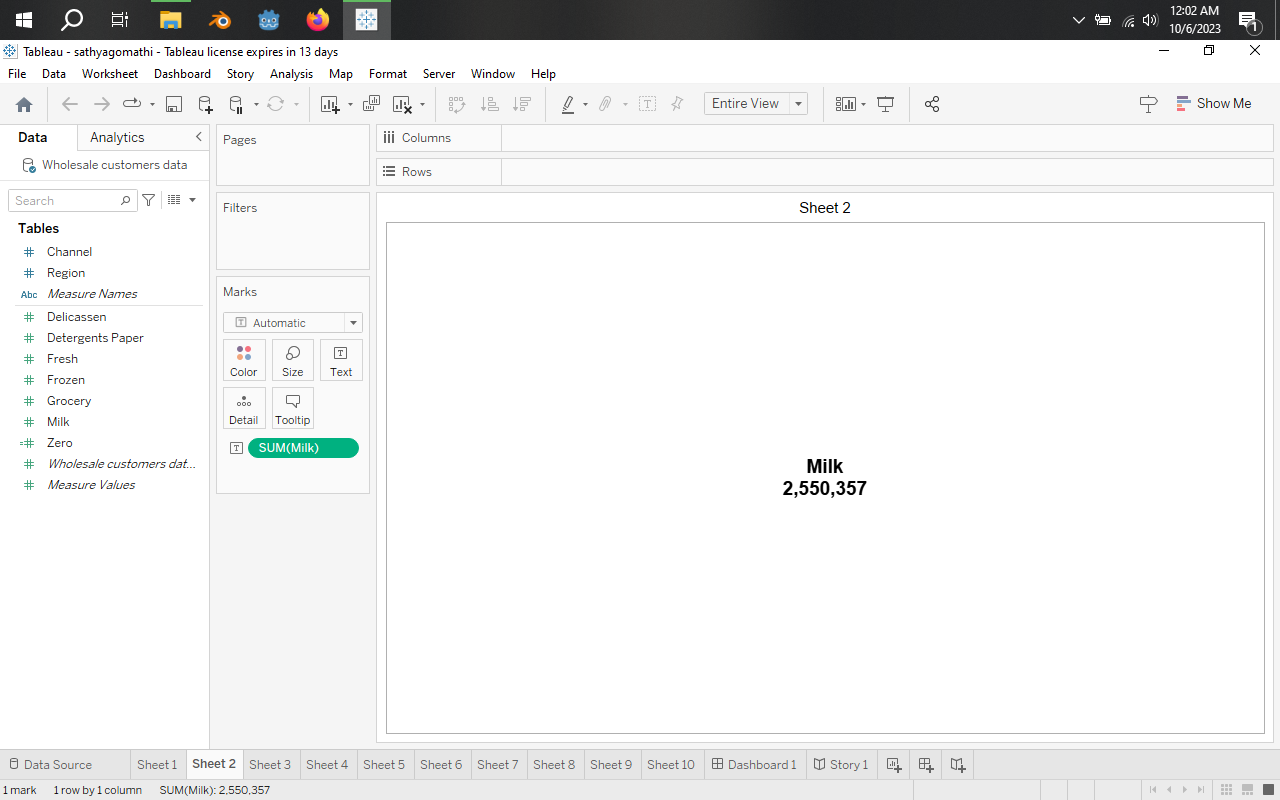 12:02 AM
10/6/2023
1
Tableau - sathyagomathi - Tableau license expires in 13 days
File Data Worksheet Dashboard Story Analysis Map Format Server Window Help
Entire View
Show Me
Data Analytics
Wholesale customers data
Search
Tables
Channel
Region
Abc Measure Names
Delicassen
Detergents Paper
Fresh
Frozen
Grocery
Milk
Zero
Wholesale customers dat...
Measure Values
Pages
Filters
Marks
Automatic
Color Size Text
Detail Tooltip
SUM(Milk)
Columns
Rows
Sheet 2
Milk
2,550,357
Data Source Sheet 1 Sheet 2 Sheet 3 Sheet 4 Sheet 5 Sheet 6 Sheet 7 Sheet 8 Sheet 9 Sheet 10 Dashboard 1 Story 1
1 mark 1 row by 1 column SUM(Milk): 2,550,357